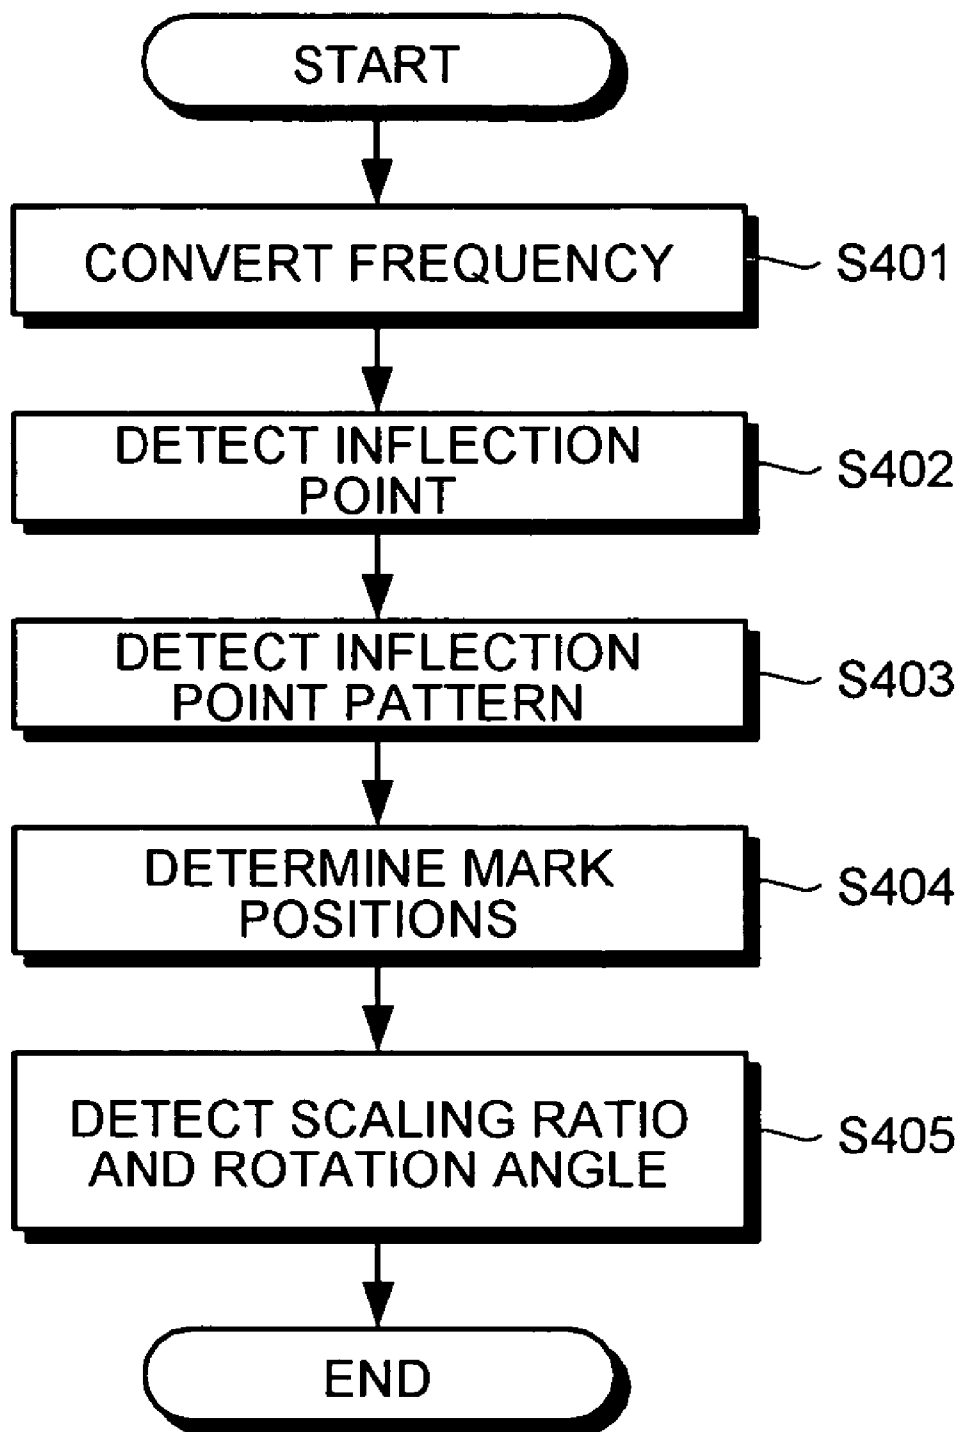 START
CONVERT FREQUENCY
S401
DETECT INFLECTION
POINT
S402
DETECT INFLECTION
POINT PATTERN
S403
DETERMINE MARK
POSITIONS
S404
DETECT SCALING RATIO
AND ROTATION ANGLE
S405
END